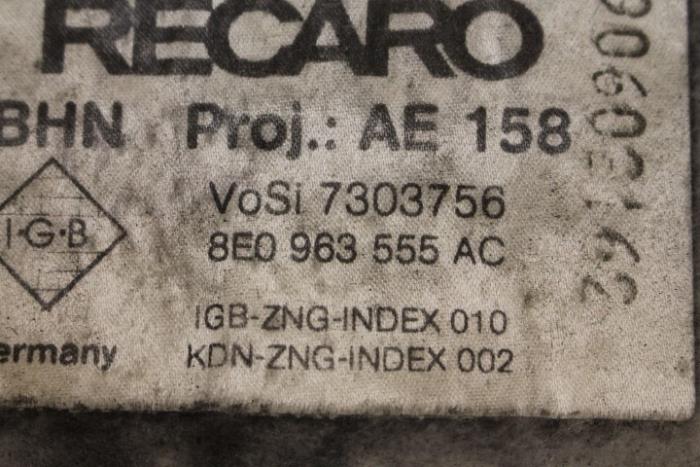 RECARO
BHN Proj.: AE 158
VoSi 7303756
I·G·B
8E0 963 555 AC
IGB-ZNG-INDEX 010
ermany KDN-ZNG-INDEX 002